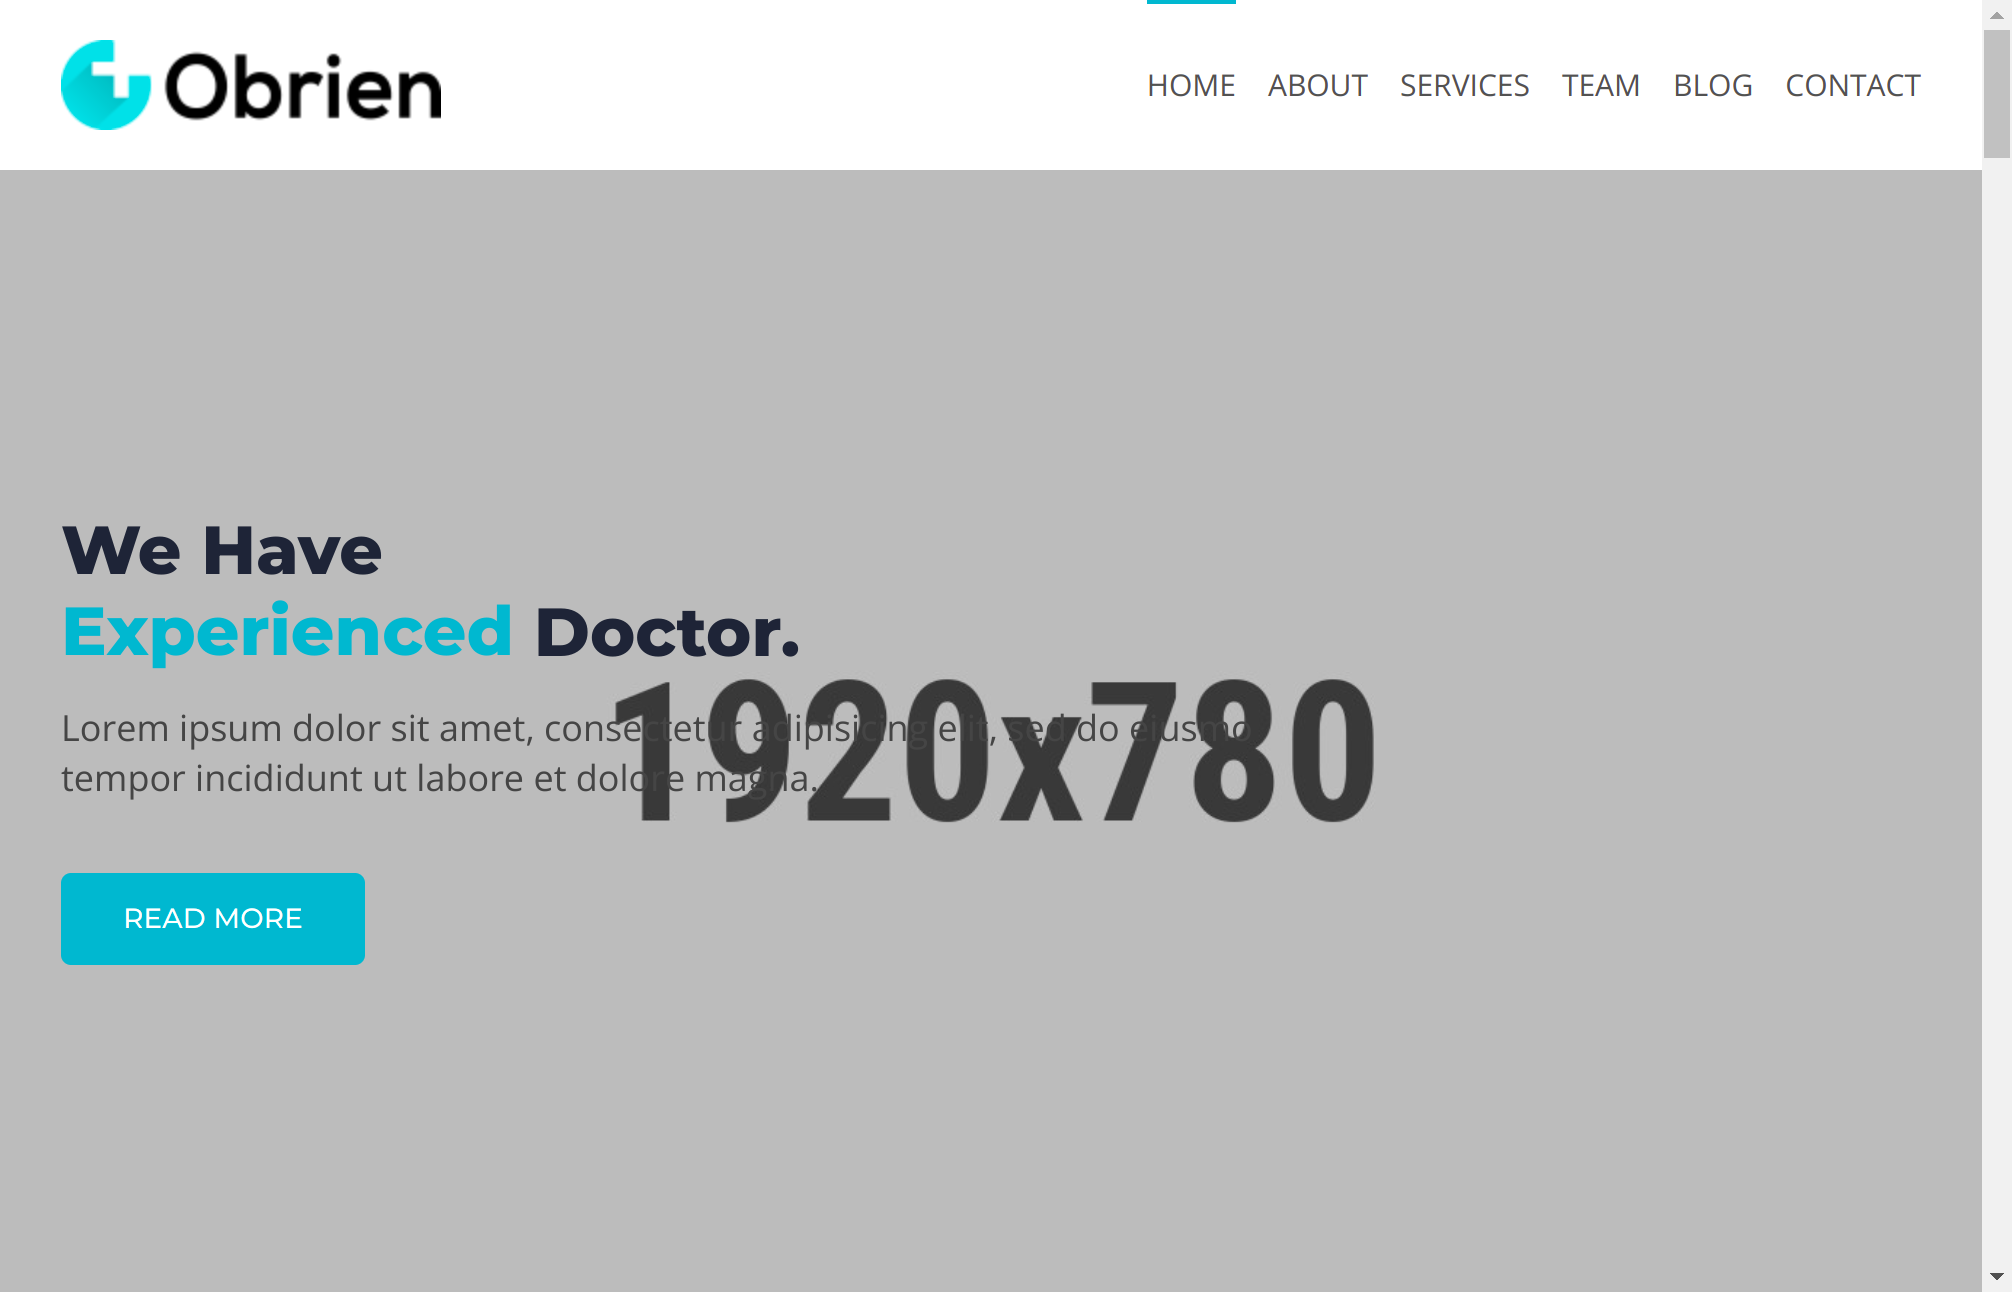 Obrien
HOME ABOUT SERVICES TEAM BLOG CONTACT
We Have
Experienced Doctor.
Lorem ipsum dolor sit amet, consectetur adipisicing elit, sed do eiusmo
tempor incididunt ut labore et dolore magna.
1920x780
READ MORE